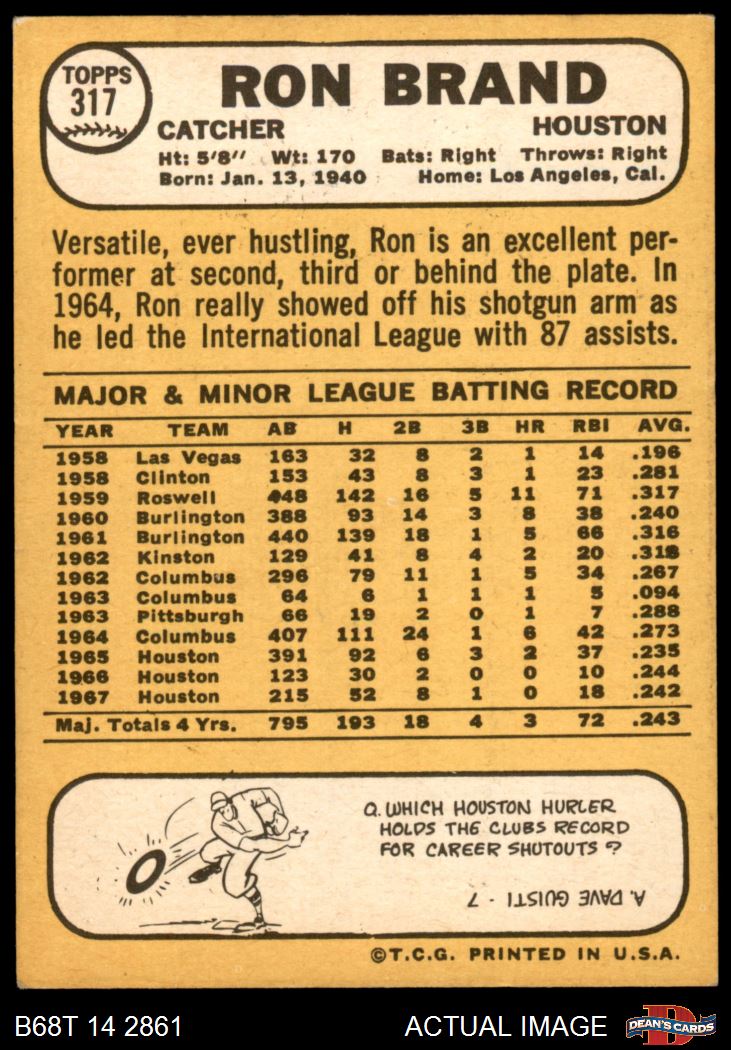 TOPPS
317
RON BRAND
CATCHER HOUSTON
Ht: 5'8" Wt: 170 Bats: Right Throws: Right
Born: Jan. 13, 1940 Home: Los Angeles, Cal.
Versatile, ever hustling, Ron is an excellent per-
former at second, third or behind the plate. In
1964, Ron really showed off his shotgun arm as
he led the International League with 87 assists.
MAJOR & MINOR LEAGUE BATTING RECORD
YEAR TEAM AB H 2B 3B HR RBI AVG.
1958 Las Vegas 163 32 8 2 1 14 .196
1958 Clinton 153 43 8 3 1 23 .281
1959 Roswell 448 142 16 5 11 71 .317
1960 Burlington 388 93 14 3 8 38 .240
1961 Burlington 440 139 18 1 5 66 .316
1962 Kinston 129 41 8 4 2 20 .318
1962 Columbus 296 79 11 1 5 34 .267
1963 Columbus 64 6 1 1 1 5 .094
1963 Pittsburgh 66 19 2 0 1 7 .288
1964 Columbus 407 111 24 1 6 42 .273
1965 Houston 391 92 6 3 2 37 .235
1966 Houston 123 30 2 0 0 10 .244
1967 Houston 215 52 8 1 0 18 .242
Maj. Totals 4 Yrs. 795 193 18 4 3 72 .243
Q. WHICH HOUSTON HURLER
HOLDS THE CLUBS RECORD
FOR CAREER SHUTOUTS?
A. DAVE GUISTI - 7
©T.C.G. PRINTED IN U.S.A.
B68T 14 2861 ACTUAL IMAGE DEAN'S CARDS